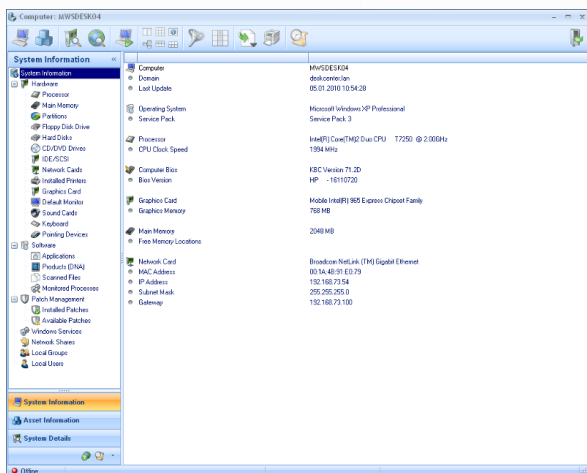 Computer: MWSDESK04
System Information «
System Information
Hardware
Processor
Main Memory
Partitions
Floppy Disk Drive
Hard Disks
CD/DVD Drives
IDE/SCSI
Network Cards
Installed Printers
Graphics Card
Default Monitor
Sound Cards
Keyboard
Pointing Devices
Software
Applications
Products (DNA)
Scanned Files
Monitored Processes
Patch Management
Installed Patches
Available Patches
Windows Services
Network Shares
Local Groups
Local Users
System Information
Asset Information
System Details
Offline
Computer MWSDESK04
Domain deskcenter.lan
Last Update 05.01.2010 10:54:28
Operating System Microsoft Windows XP Professional
Service Pack Service Pack 3
Processor Intel(R) Core(TM)2 Duo CPU T7250 @ 2.00GHz
CPU Clock Speed 1994 MHz
Computer Bios KBC Version 71.2D
Bios Version HP - 16110720
Graphics Card Mobile Intel(R) 965 Express Chipset Family
Graphics Memory 768 MB
Main Memory 2048 MB
Free Memory Locations
Network Card Broadcom NetLink (TM) Gigabit Ethernet
MAC Address 00:1A:4B:91:E0:79
IP Address 192.168.73.54
Subnet Mask 255.255.255.0
Gateway 192.168.73.100